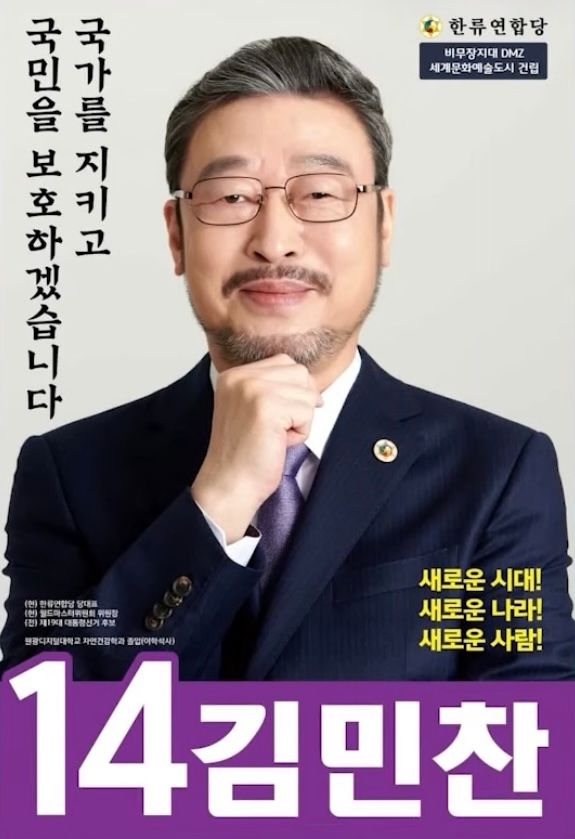 국가를 지키고
국민을 보호하겠습니다
한류연합당
비무장지대 DMZ
세계문화예술도시 건립
(현) 한류연합당 당대표
(현) 월드마스터위원회 위원장
(전) 제19대 대통령선거 후보
원광디지털대학교 자연건강학과 졸업(이학석사)
새로운 시대!
새로운 나라!
새로운 사람!
14 김민찬